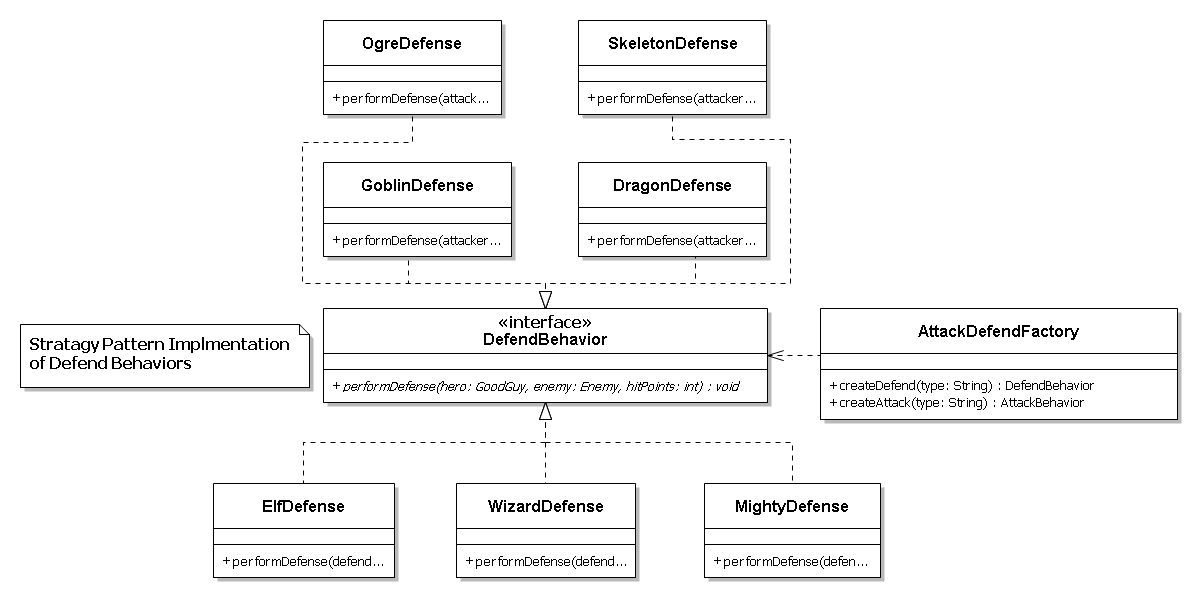 OgreDefense
+performDefense(attack...
SkeletonDefense
+performDefense(attacker...
GoblinDefense
+performDefense(attacker...
DragonDefense
+performDefense(attacker...
Stratagy Pattern Implmentation
of Defend Behaviors
«interface»
DefendBehavior
+performDefense(hero: GoodGuy, enemy: Enemy, hitPoints: int) : void
AttackDefendFactory
+createDefend(type: String) : DefendBehavior
+createAttack(type: String) : AttackBehavior
ElfDefense
+performDefense(defend...
WizardDefense
+performDefense(defend...
MightyDefense
+performDefense(defen...